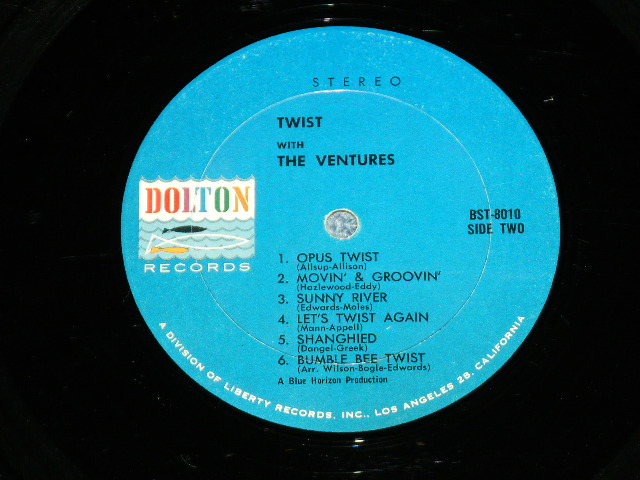 STEREO
TWIST
WITH
THE VENTURES
DOLTON
RECORDS
BST-8010
SIDE TWO
1. OPUS TWIST
(Allsup-Allison)
2. MOVIN' & GROOVIN'
(Hazlewood-Eddy)
3. SUNNY RIVER
(Edwards-Moles)
4. LET'S TWIST AGAIN
(Mann-Appell)
5. SHANGHIED
(Dangel-Greek)
6. BUMBLE BEE TWIST
(Arr. Wilson-Bogle-Edwards)
A Blue Horizon Production
A DIVISION OF LIBERTY RECORDS, INC., LOS ANGELES 28, CALIFORNIA